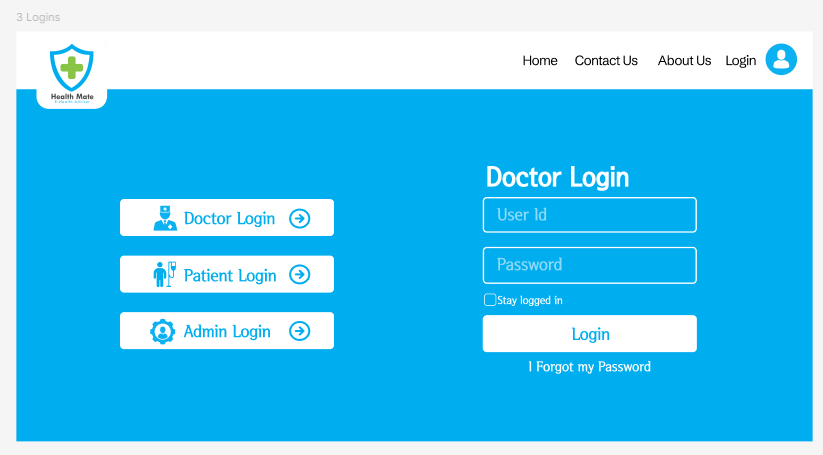 3 Logins
Home Contact Us About Us Login
Health Mate
Doctor Login
Patient Login
Admin Login
Doctor Login
User Id
Password
Stay logged in
Login
I Forgot my Password